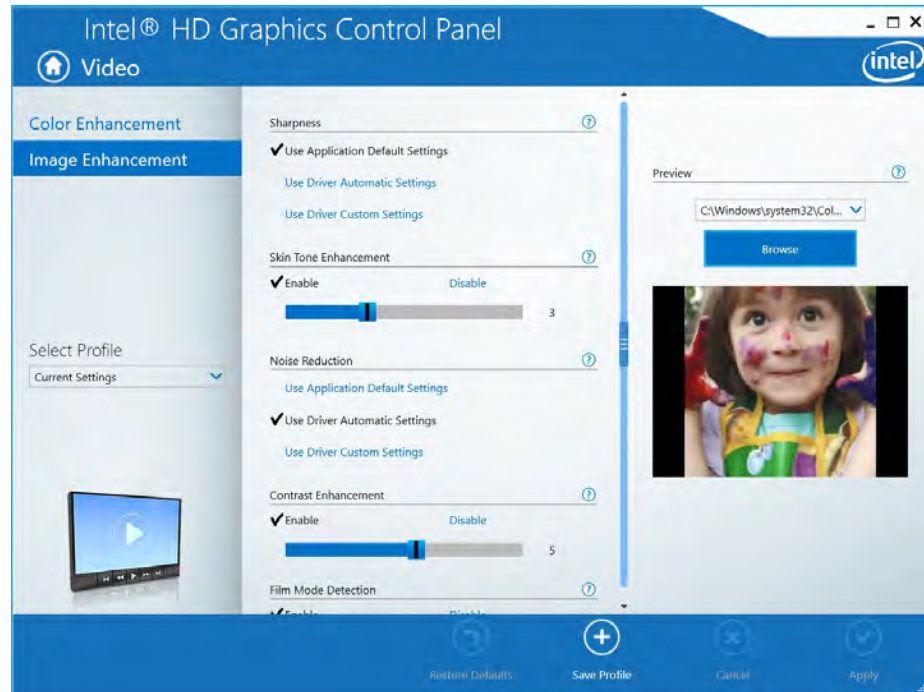 Intel® HD Graphics Control Panel
Video
intel
Color Enhancement
Image Enhancement
Select Profile
Current Settings
Sharpness
Use Application Default Settings
Use Driver Automatic Settings
Use Driver Custom Settings
Skin Tone Enhancement
Enable Disable
3
Noise Reduction
Use Application Default Settings
Use Driver Automatic Settings
Use Driver Custom Settings
Contrast Enhancement
Enable Disable
5
Film Mode Detection
Enable Disable
Preview
C:\Windows\system32\Col...
Browse
Restore Defaults Save Profile Cancel Apply